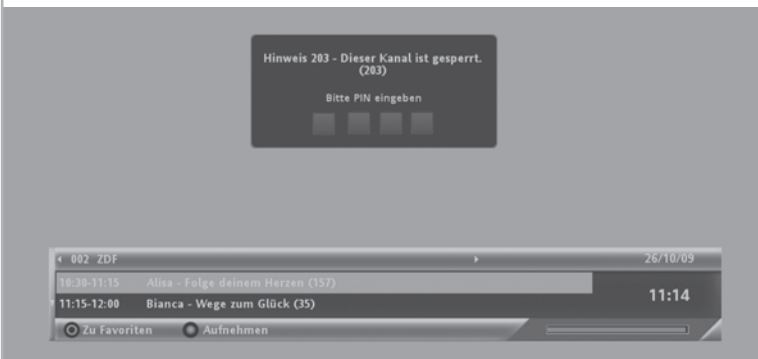 Hinweis 203 - Dieser Kanal ist gesperrt.
(203)
Bitte PIN eingeben
002 ZDF
26/10/09
10:30-11:15 Alisa - Folge deinem Herzen (157)
11:15-12:00 Bianca - Wege zum Glück (35)
11:14
Zu Favoriten Aufnehmen